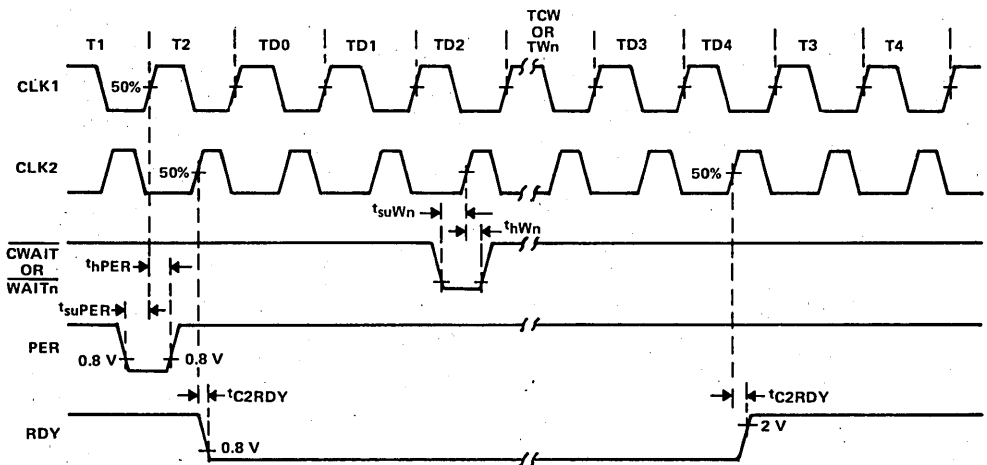 T1 T2 TD0 TD1 TD2 TCW OR TWn TD3 TD4 T3 T4
CLK1 50%
CLK2 50% 50%
tsuWn
thWn
CWAIT
OR
WAITn
thPER
tsuPER
PER 0.8 V 0.8 V
tC2RDY tC2RDY
RDY 0.8 V 2 V